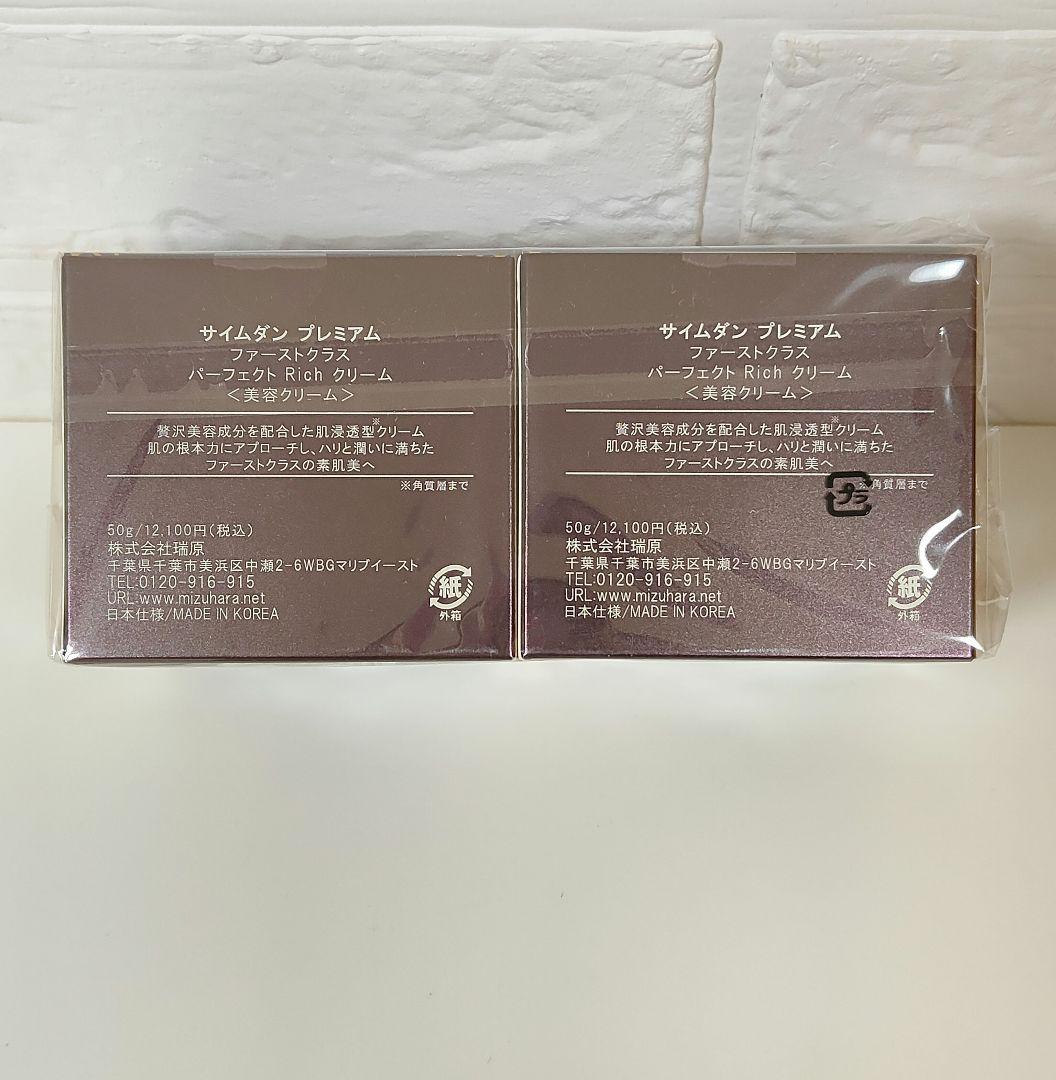 サイムダン プレミアム
ファーストクラス
パーフェクト Rich クリーム
＜美容クリーム＞
贅沢美容成分を配合した肌浸透型※クリーム
肌の根本力にアプローチし、ハリと潤いに満ちた
ファーストクラスの素肌美へ
※角質層まで
50g/12,100円(税込)
株式会社瑞原
千葉県千葉市美浜区中瀬2-6WBGマリブイースト
TEL:0120-916-915
URL:www.mizuhara.net
日本仕様/MADE IN KOREA
紙
外箱
サイムダン プレミアム
ファーストクラス
パーフェクト Rich クリーム
＜美容クリーム＞
贅沢美容成分を配合した肌浸透型※クリーム
肌の根本力にアプローチし、ハリと潤いに満ちた
ファーストクラスの素肌美へ
※角質層まで
プラ
50g/12,100円(税込)
株式会社瑞原
千葉県千葉市美浜区中瀬2-6WBGマリブイースト
TEL:0120-916-915
URL:www.mizuhara.net
日本仕様/MADE IN KOREA
紙
外箱